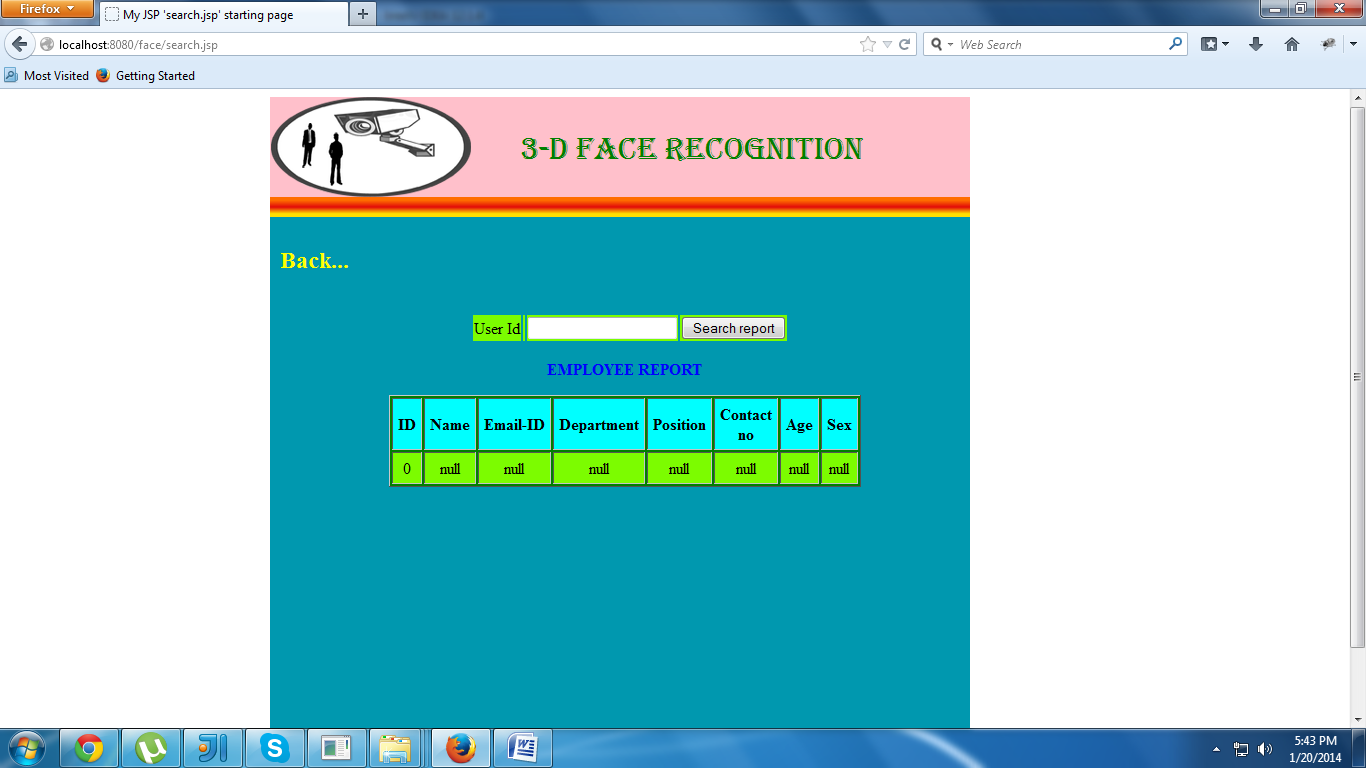 Firefox
My JSP 'search.jsp' starting page
localhost:8080/face/search.jsp
Web Search
Most Visited
Getting Started
3-D FACE RECOGNITION
Back...
User Id
Search report
EMPLOYEE REPORT
ID Name Email-ID Department Position Contact no Age Sex
0 null null null null null null null
5:43 PM
1/20/2014